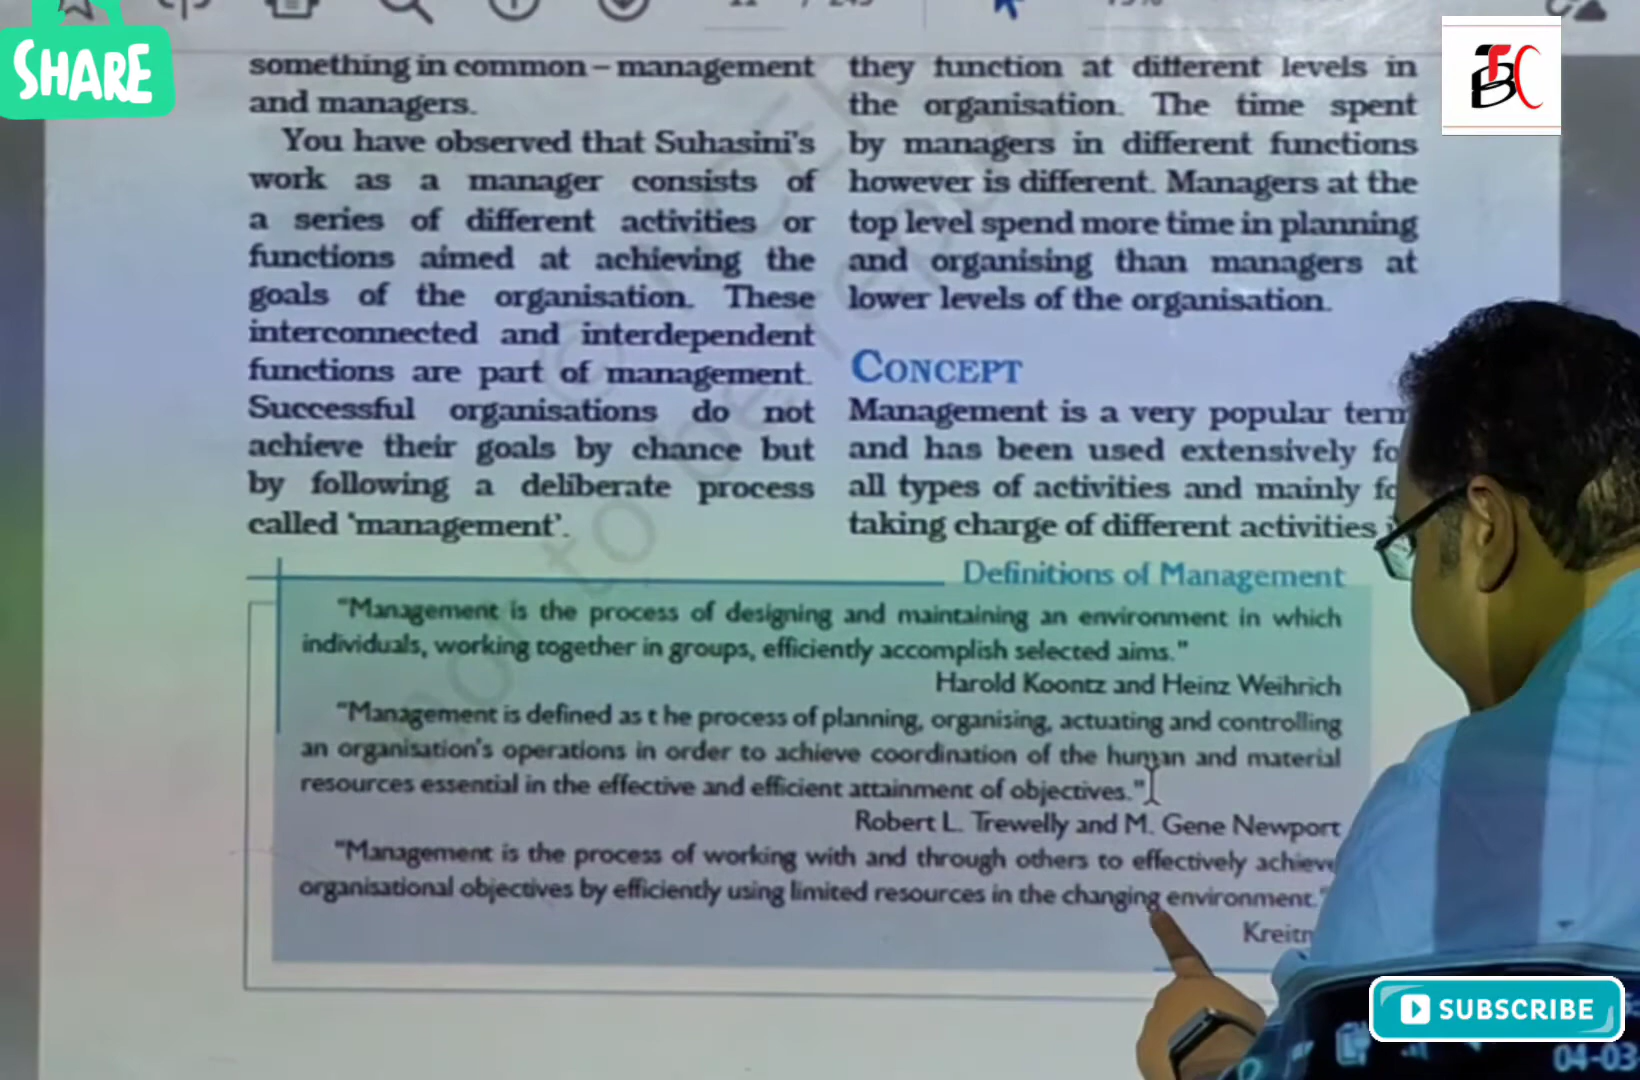 SHARE
something in common – management
and managers.
You have observed that Suhasini's
work as a manager consists of
a series of different activities or
functions aimed at achieving the
goals of the organisation. These
interconnected and interdependent
functions are part of management.
Successful organisations do not
achieve their goals by chance but
by following a deliberate process
called 'management'.
they function at different levels in
the organisation. The time spent
by managers in different functions
however is different. Managers at the
top level spend more time in planning
and organising than managers at
lower levels of the organisation.
CONCEPT
Management is a very popular term
and has been used extensively fo
all types of activities and mainly fo
taking charge of different activities
Definitions of Management
"Management is the process of designing and maintaining an environment in which
individuals, working together in groups, efficiently accomplish selected aims."
Harold Koontz and Heinz Weihrich
"Management is defined as t he process of planning, organising, actuating and controlling
an organisation's operations in order to achieve coordination of the human and material
resources essential in the effective and efficient attainment of objectives."
Robert L. Trewelly and M. Gene Newport
"Management is the process of working with and through others to effectively achieve
organisational objectives by efficiently using limited resources in the changing environment."
Kreitn
not to be rep
SUBSCRIBE
04-03